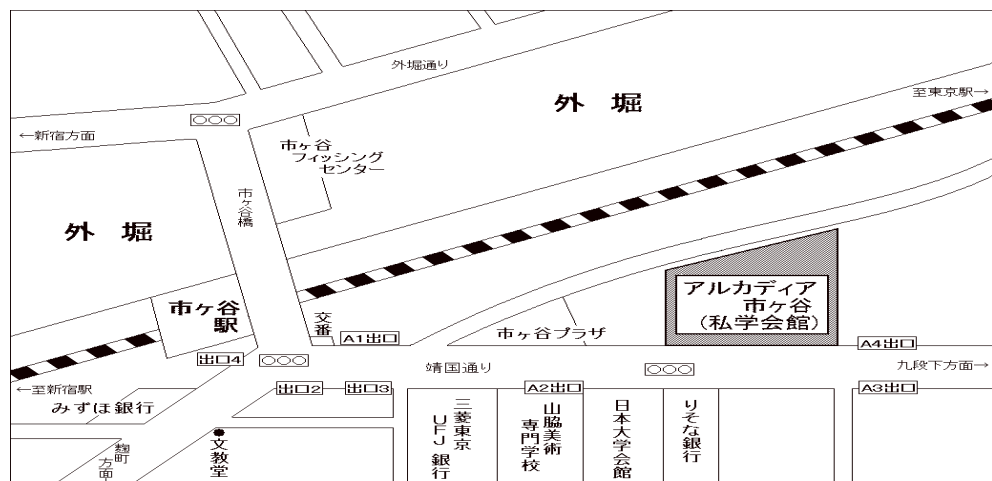 外堀通り
外 堀
至東京駅→
←新宿方面
市ヶ谷
フィッシング
センター
市ヶ谷橋
外 堀
アルカディア
市ヶ谷
(私学会館)
市ヶ谷
駅
交番
A1出口
市ヶ谷プラザ
A4出口
出口4
靖国通り
九段下方面→
←至新宿駅
出口2
出口3
A2出口
A3出口
みずほ銀行
三菱東京
UFJ 銀行
山脇美術
専門学校
日本大学会館
りそな銀行
文教堂
麹町
方面